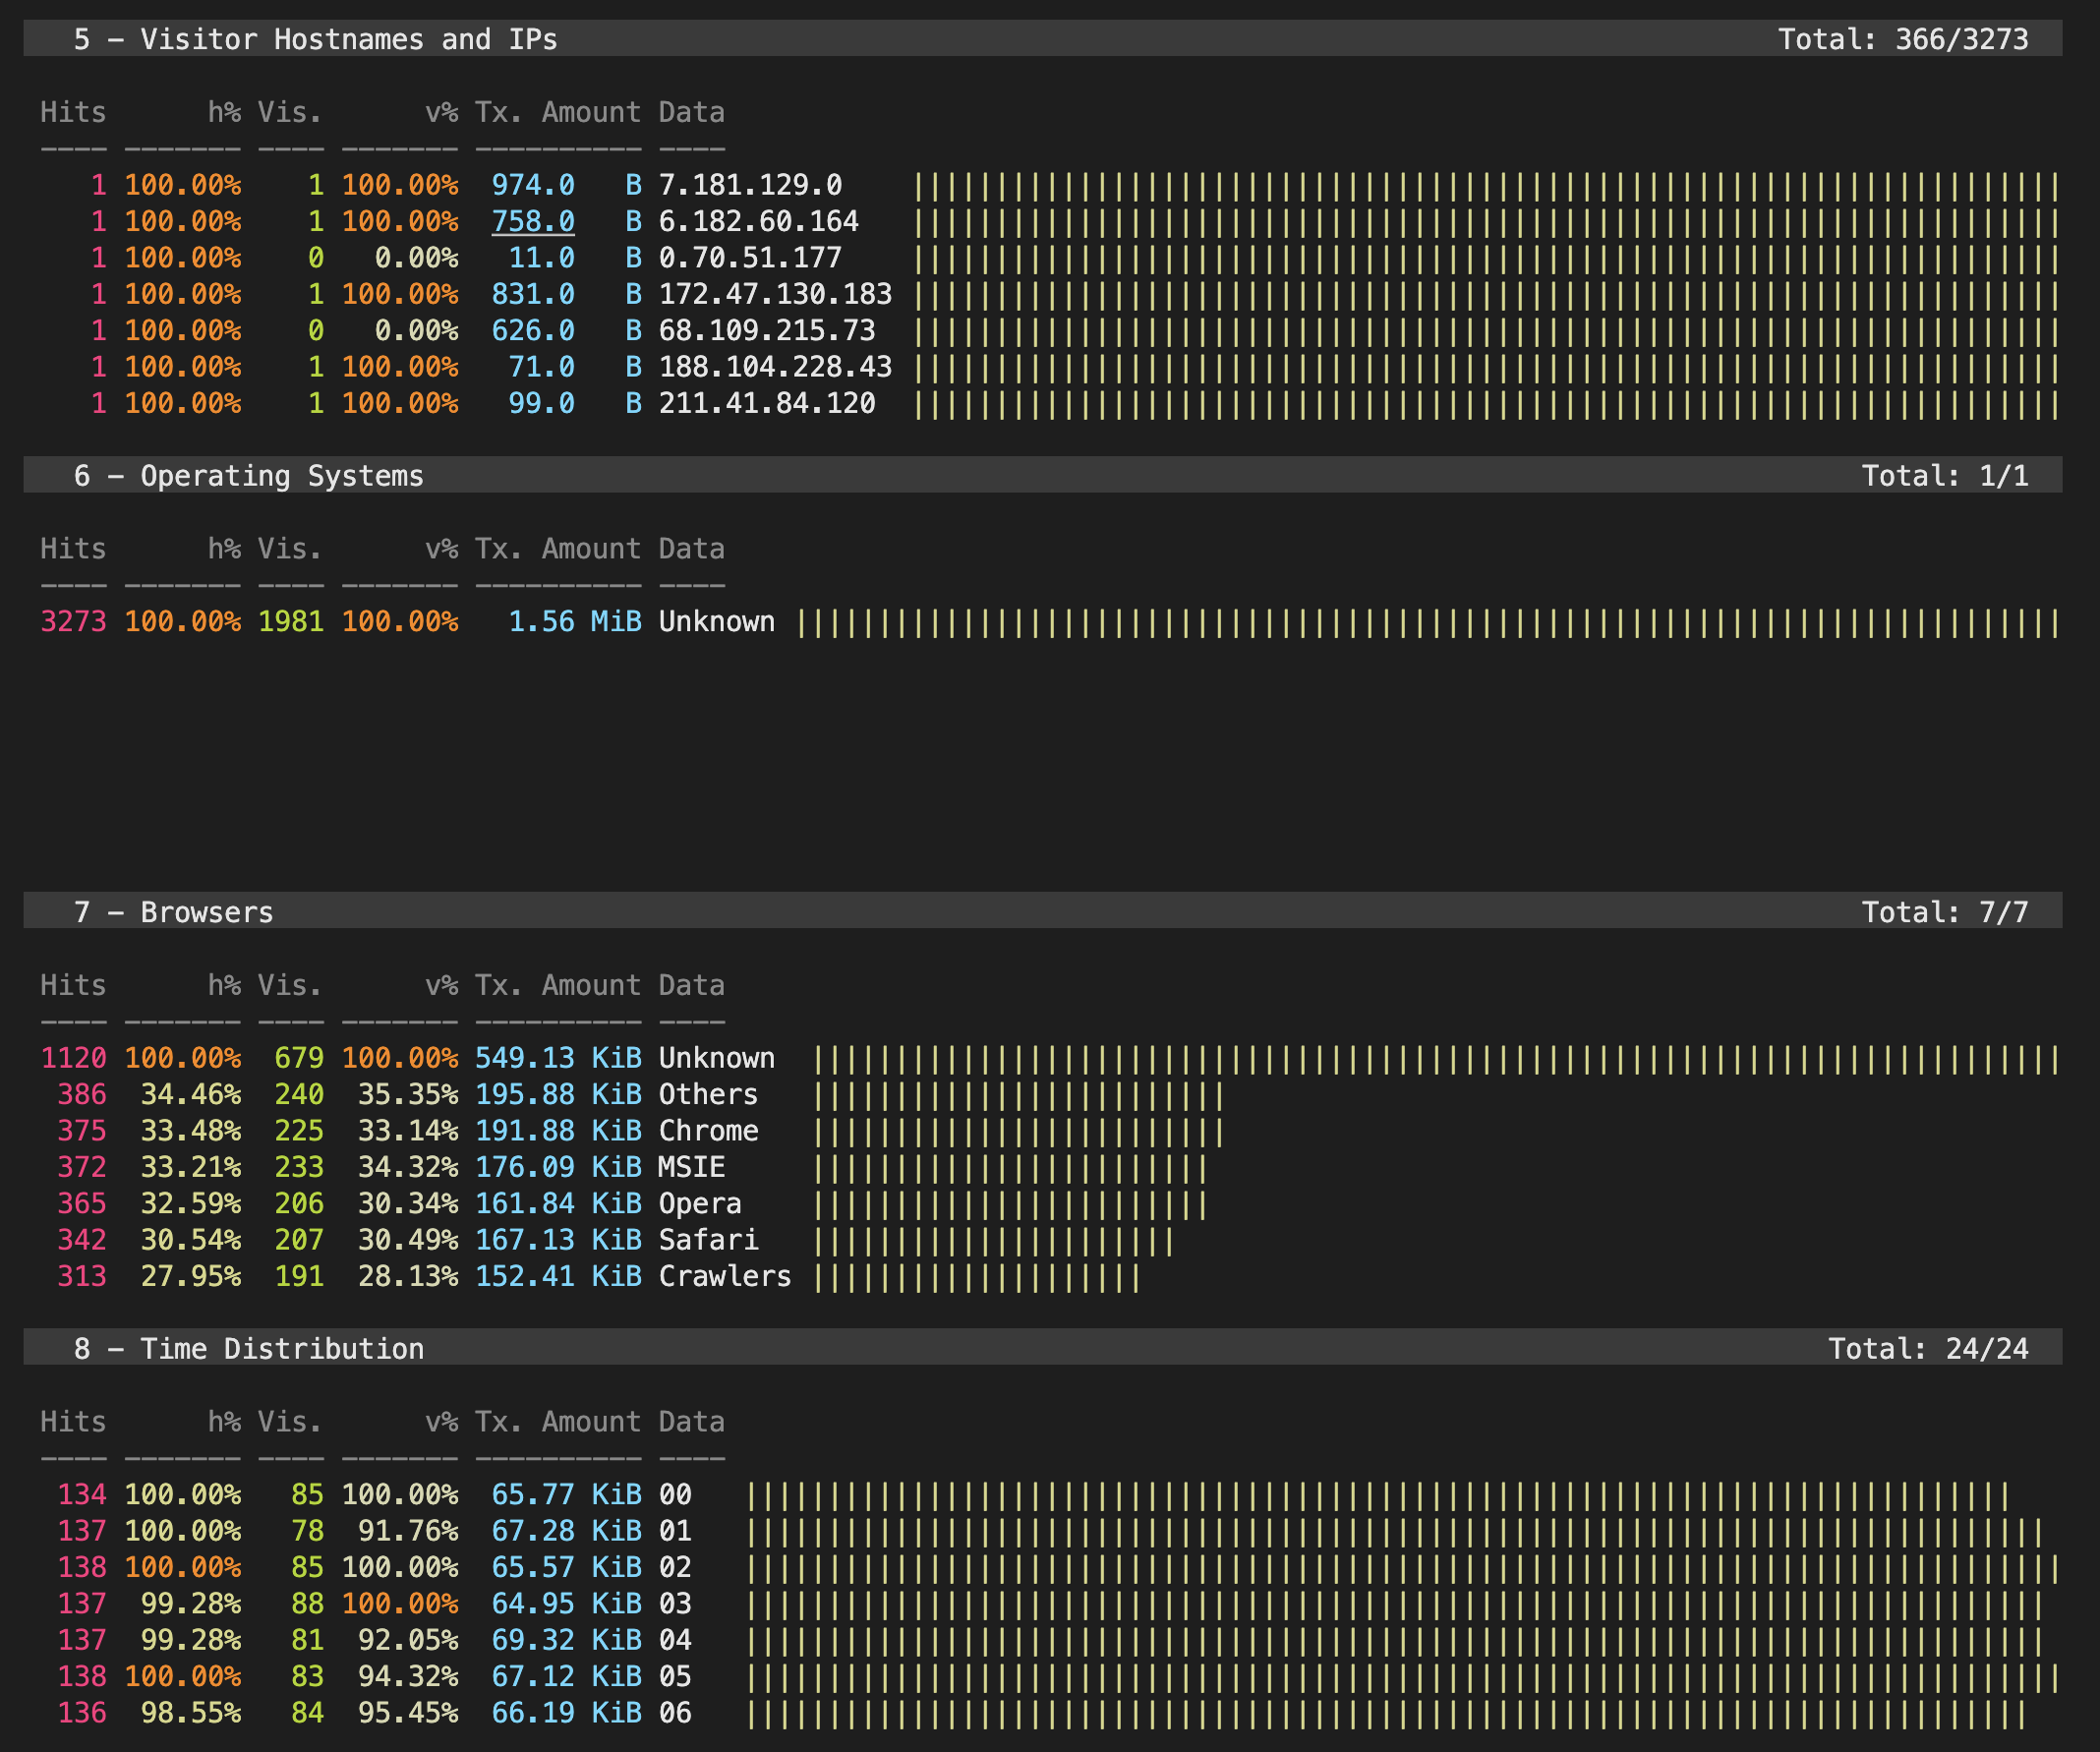 5 - Visitor Hostnames and IPs Total: 366/3273
Hits h% Vis. v% Tx. Amount Data
---- ------- ---- ------- ---------- ----
1 100.00% 1 100.00% 974.0 B 7.181.129.0
1 100.00% 1 100.00% 758.0 B 6.182.60.164
1 100.00% 0 0.00% 11.0 B 0.70.51.177
1 100.00% 1 100.00% 831.0 B 172.47.130.183
1 100.00% 0 0.00% 626.0 B 68.109.215.73
1 100.00% 1 100.00% 71.0 B 188.104.228.43
1 100.00% 1 100.00% 99.0 B 211.41.84.120
6 - Operating Systems Total: 1/1
Hits h% Vis. v% Tx. Amount Data
---- ------- ---- ------- ---------- ----
3273 100.00% 1981 100.00% 1.56 MiB Unknown
7 - Browsers Total: 7/7
Hits h% Vis. v% Tx. Amount Data
---- ------- ---- ------- ---------- ----
1120 100.00% 679 100.00% 549.13 KiB Unknown
386 34.46% 240 35.35% 195.88 KiB Others
375 33.48% 225 33.14% 191.88 KiB Chrome
372 33.21% 233 34.32% 176.09 KiB MSIE
365 32.59% 206 30.34% 161.84 KiB Opera
342 30.54% 207 30.49% 167.13 KiB Safari
313 27.95% 191 28.13% 152.41 KiB Crawlers
8 - Time Distribution Total: 24/24
Hits h% Vis. v% Tx. Amount Data
---- ------- ---- ------- ---------- ----
134 100.00% 85 100.00% 65.77 KiB 00
137 100.00% 78 91.76% 67.28 KiB 01
138 100.00% 85 100.00% 65.57 KiB 02
137 99.28% 88 100.00% 64.95 KiB 03
137 99.28% 81 92.05% 69.32 KiB 04
138 100.00% 83 94.32% 67.12 KiB 05
136 98.55% 84 95.45% 66.19 KiB 06